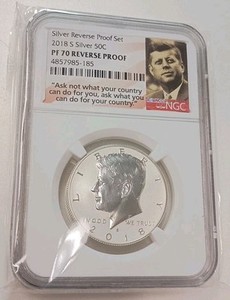 Silver Reverse Proof Set
2018 S Silver 50C
PF 70 REVERSE PROOF
4857985-185
"Ask not what your country
can do for you, ask what you
can do for your country"
NGC
LIBERTY
IN GOD WE TRUST
2018